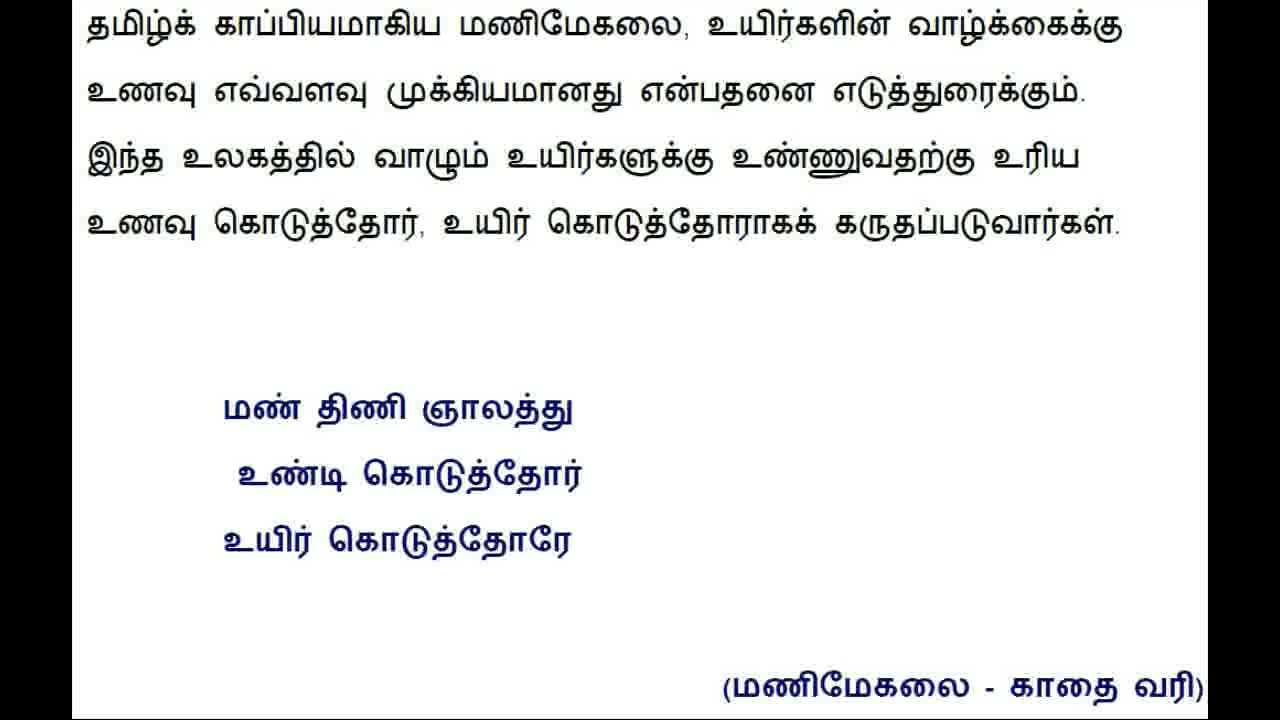 தமிழ்க் காப்பியமாகிய மணிமேகலை, உயிர்களின் வாழ்க்கைக்கு
உணவு எவ்வளவு முக்கியமானது என்பதனை எடுத்துரைக்கும்.
இந்த உலகத்தில் வாழும் உயிர்களுக்கு உண்ணுவதற்கு உரிய
உணவு கொடுத்தோர், உயிர் கொடுத்தோராகக் கருதப்படுவார்கள்.
மண் திணி ஞாலத்து
உண்டி கொடுத்தோர்
உயிர் கொடுத்தோரே
(மணிமேகலை - காதை வரி)